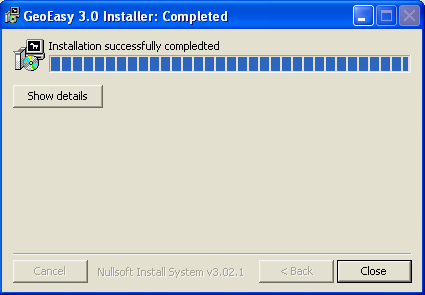 GeoEasy 3.0 Installer: Completed
Installation successfully compledted
Show details
Cancel
Nullsoft Install System v3.02.1
< Back
Close